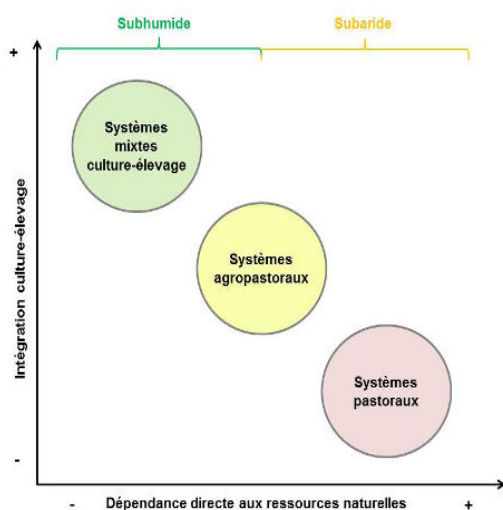 Subhumide
Subaride
+
Systèmes
mixtes
culture-élevage
Systèmes
agropastoraux
Systèmes
pastoraux
Intégration culture-élevage
-
-
Dépendance directe aux ressources naturelles
+